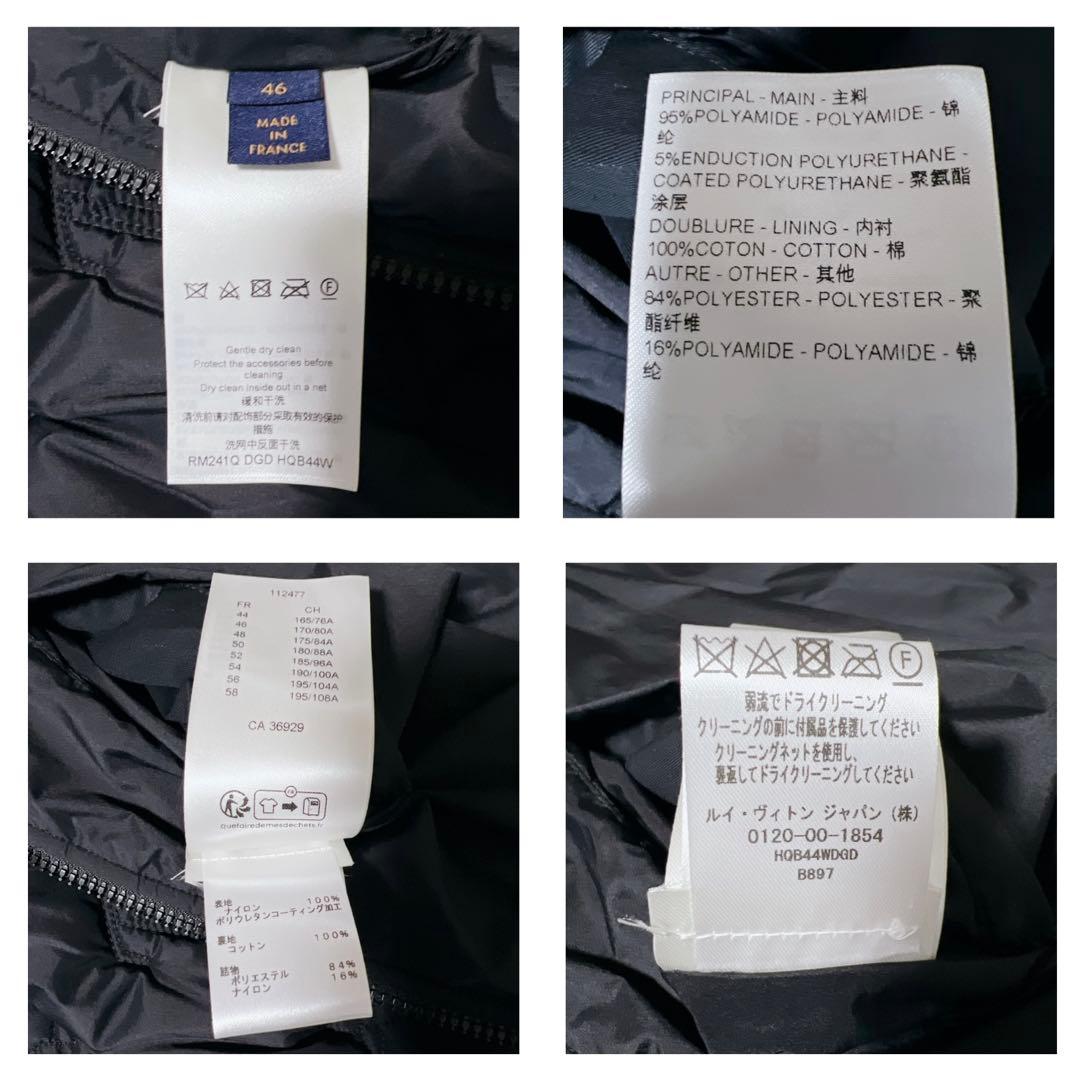 46
MADE
IN
FRANCE
F
Gentle dry clean
Protect the accessories before
cleaning
Dry clean inside out in a net
缓和干洗
清洗前请对配饰部分采取有效的保护
措施
洗网中反面干洗
RM241Q DGD HQB44W
PRINCIPAL - MAIN - 主料
95%POLYAMIDE - POLYAMIDE - 锦
纶
5%ENDUCTION POLYURETHANE -
COATED POLYURETHANE - 聚氨酯
涂层
DOUBLURE - LINING - 内衬
100%COTON - COTTON - 棉
AUTRE - OTHER - 其他
84%POLYESTER - POLYESTER - 聚
酯纤维
16%POLYAMIDE - POLYAMIDE - 锦
纶
112477
FR CH
44 165/76A
46 170/80A
48 175/84A
50 180/88A
52 185/96A
54 190/100A
56 195/104A
58 195/108A
CA 36929
FR
quefairedemesdechets.fr
表地
ナイロン 100%
ポリウレタンコーティング加工
裏地
コットン 100%
詰物
ポリエステル 84%
ナイロン 16%
F
弱流でドライクリーニング
クリーニングの前に付属品を保護してください
クリーニングネットを使用し、
裏返してドライクリーニングしてください
ルイ・ヴィトン ジャパン (株)
0120-00-1854
HQB44WDGD
B897